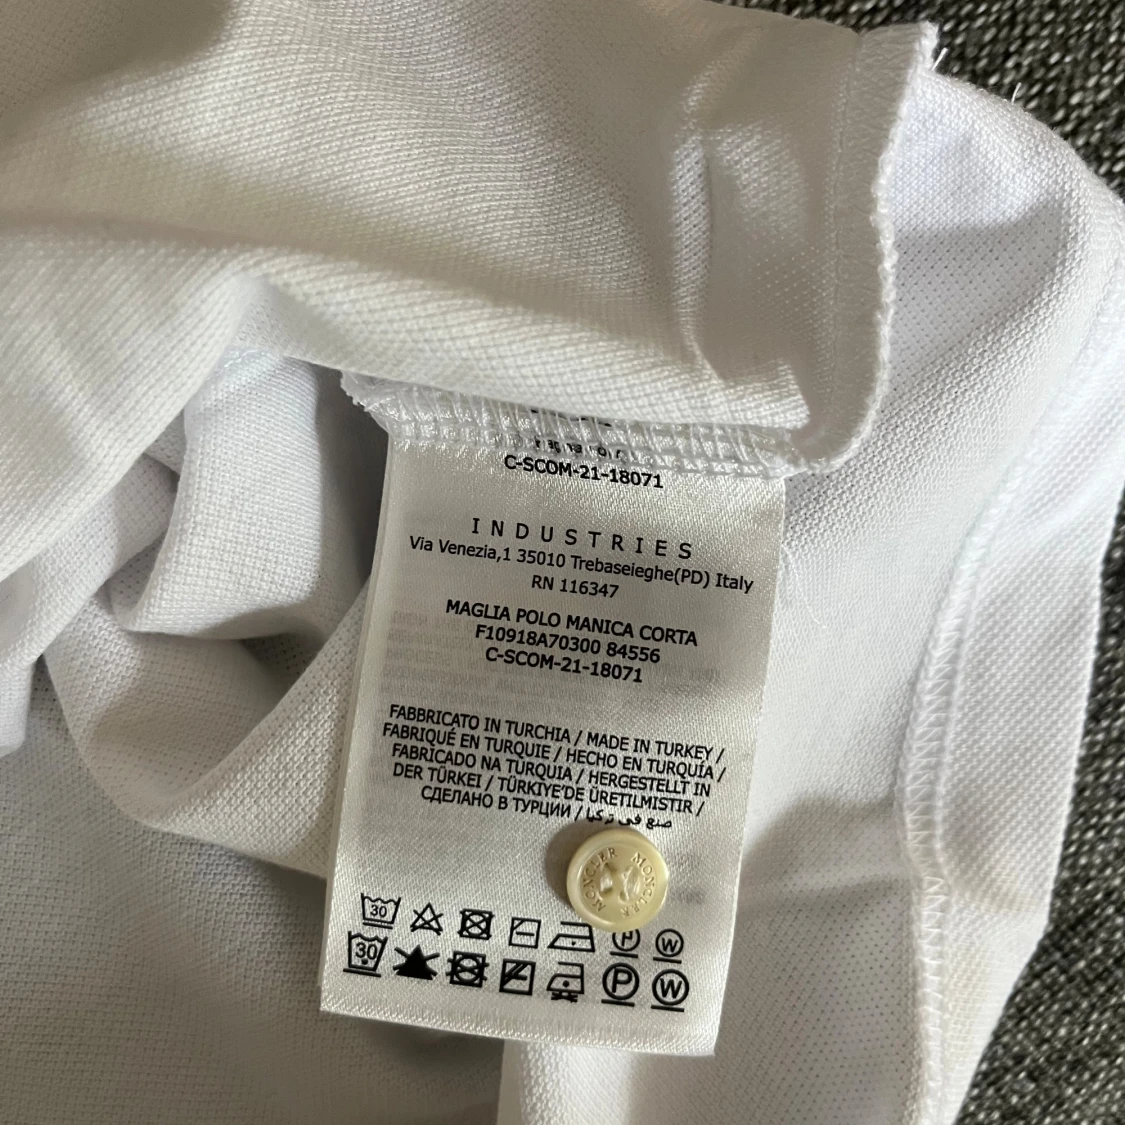 C-SCOM-21-18071
INDUSTRIES
Via Venezia,1 35010 Trebaseleghe(PD) Italy
RN 116347
MAGLIA POLO MANICA CORTA
F10918A70300 84556
C-SCOM-21-18071
FABBRICATO IN TURCHIA / MADE IN TURKEY /
FABRIQUÉ EN TURQUIE / HECHO EN TURQUÍA /
FABRICADO NA TURQUIA / HERGESTELLT IN
DER TÜRKEI / TÜRKIYE'DE ÜRETILMISTIR /
СДЕЛАНО В ТУРЦИИ / صنع في تركيا
MONCLER MONCLER
30 P W
30 P W